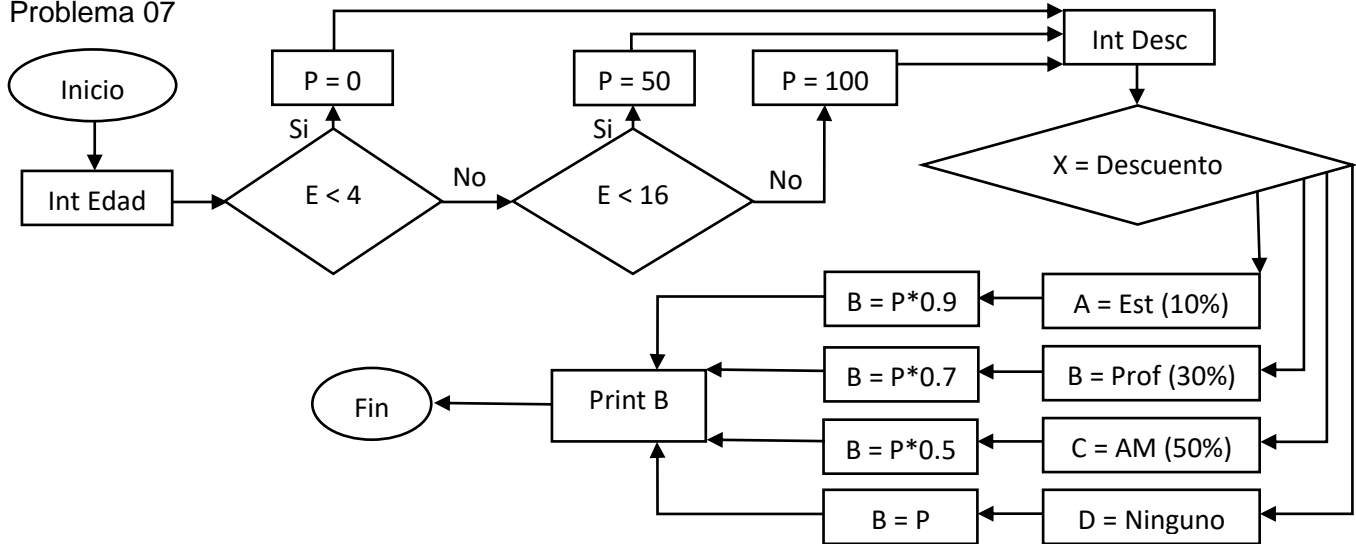 Problema 07
Inicio
Int Edad
E < 4
Si
P = 0
No
E < 16
Si
P = 50
No
P = 100
Int Desc
X = Descuento
A = Est (10%)
B = P*0.9
B = Prof (30%)
B = P*0.7
C = AM (50%)
B = P*0.5
D = Ninguno
B = P
Print B
Fin